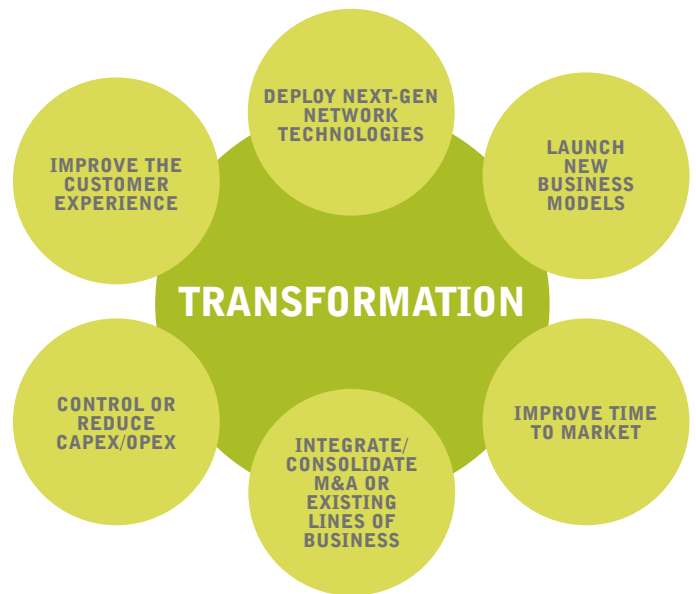 DEPLOY NEXT-GEN
NETWORK
TECHNOLOGIES
IMPROVE THE
CUSTOMER
EXPERIENCE
LAUNCH
NEW
BUSINESS
MODELS
TRANSFORMATION
CONTROL OR
REDUCE
CAPEX/OPEX
IMPROVE TIME
TO MARKET
INTEGRATE/
CONSOLIDATE
M&A OR
EXISTING
LINES OF
BUSINESS